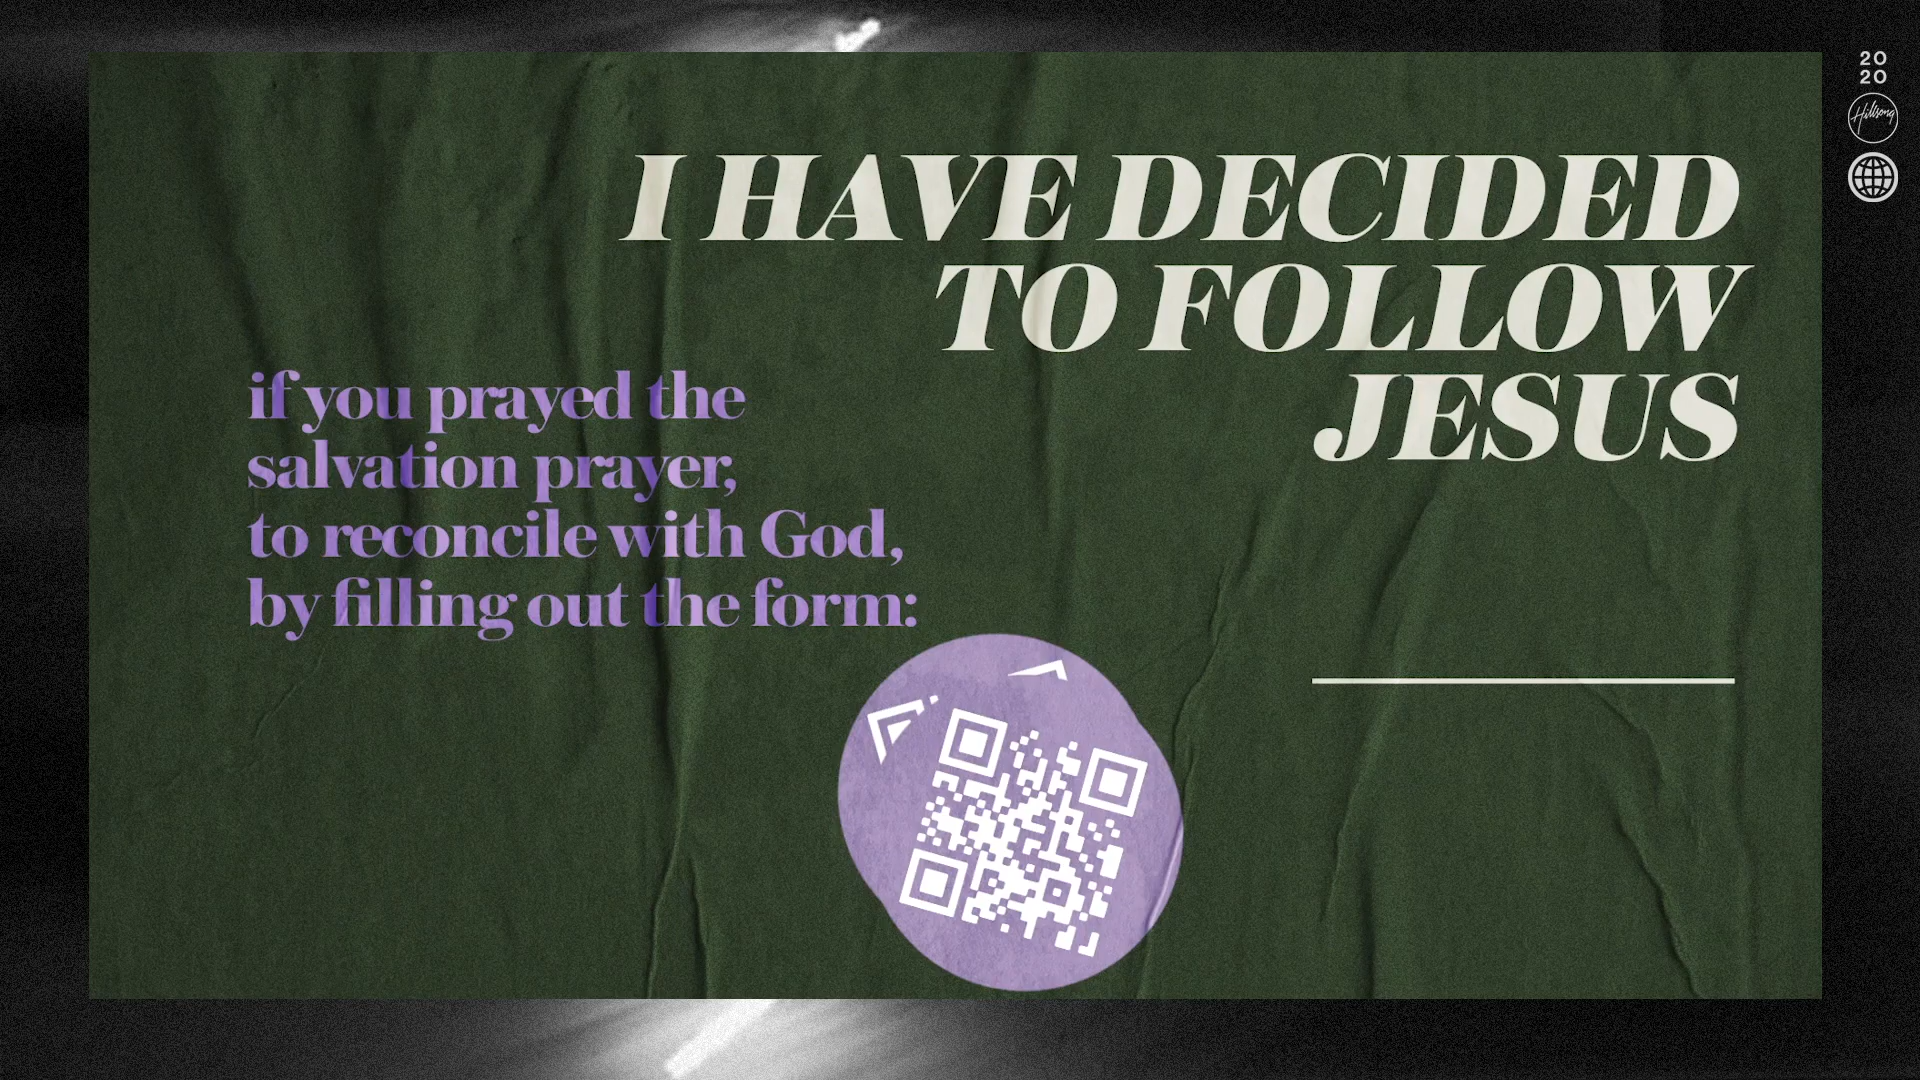 I HAVE DECIDED
TO FOLLOW
JESUS
if you prayed the
salvation prayer,
to reconcile with God,
by filling out the form:
20
20
Hillsong